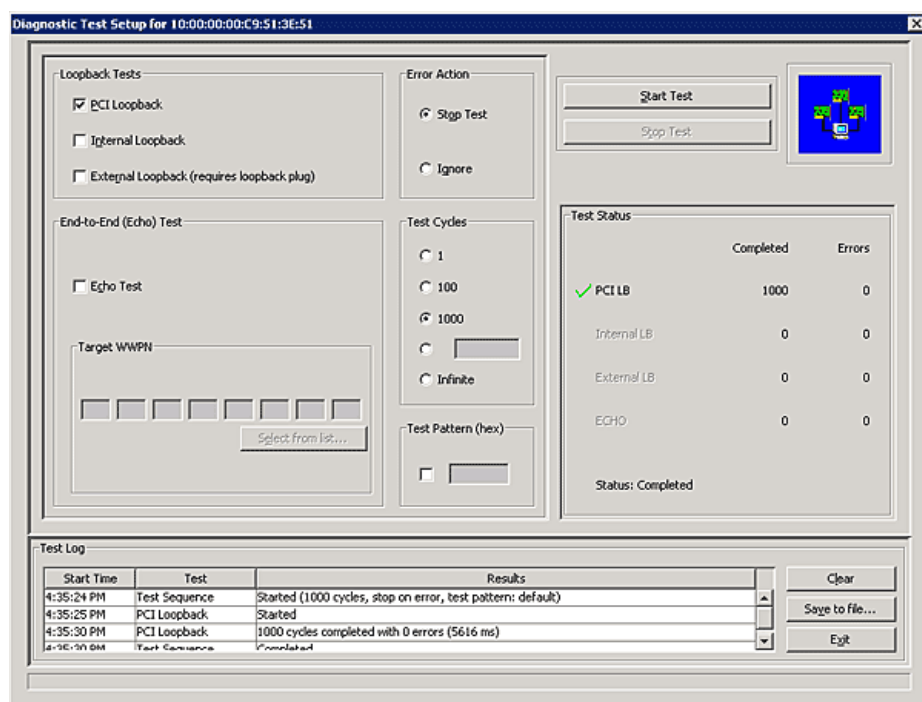 Diagnostic Test Setup for 10:00:00:00:C9:51:3E:51
Loopback Tests
PCI Loopback
Internal Loopback
External Loopback (requires loopback plug)
Error Action
Stop Test
Ignore
Start Test
Stop Test
End-to-End (Echo) Test
Echo Test
Target WWPN
Select from list...
Test Cycles
1
100
1000
Infinite
Test Pattern (hex)
Test Status
Completed Errors
PCI LB 1000 0
Internal LB 0 0
External LB 0 0
ECHO 0 0
Status: Completed
Test Log
Start Time Test Results
4:35:24 PM Test Sequence Started (1000 cycles, stop on error, test pattern: default)
4:35:25 PM PCI Loopback Started
4:35:30 PM PCI Loopback 1000 cycles completed with 0 errors (5616 ms)
4:35:30 PM Test Sequence Completed
Clear
Save to file...
Exit